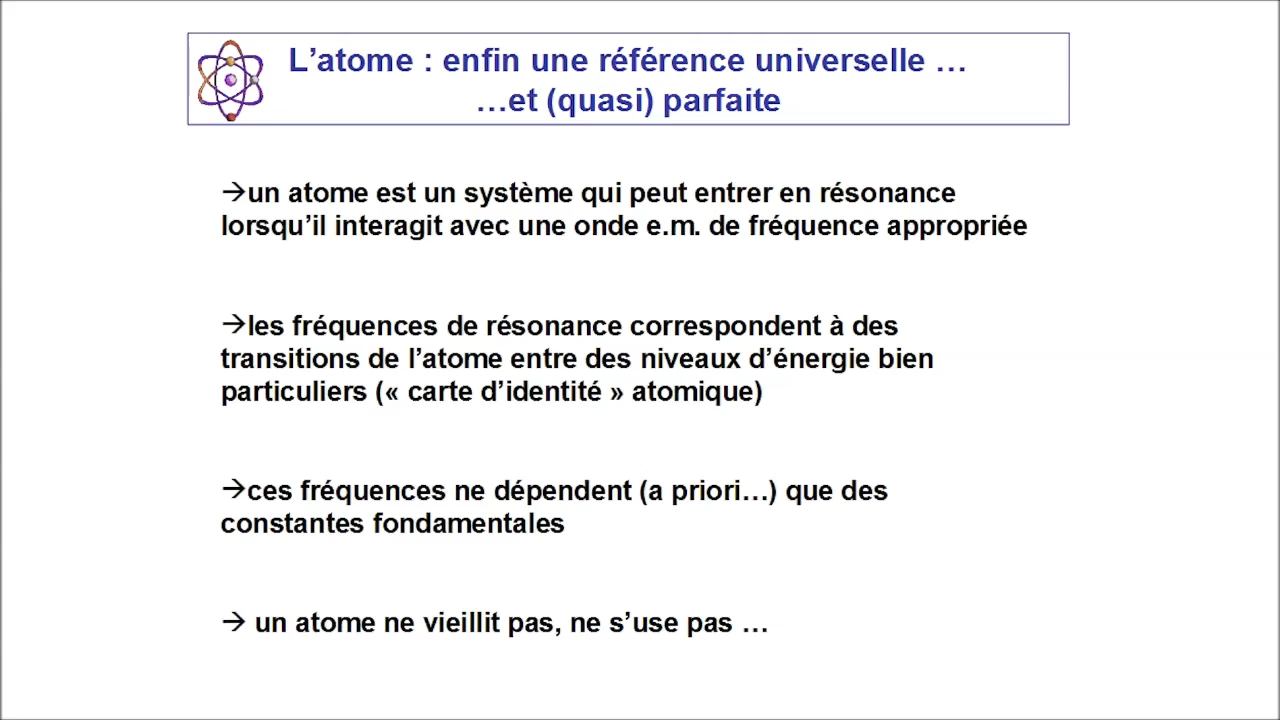 L’atome : enfin une référence universelle …
…et (quasi) parfaite
→un atome est un système qui peut entrer en résonance
lorsqu’il interagit avec une onde e.m. de fréquence appropriée
→les fréquences de résonance correspondent à des
transitions de l’atome entre des niveaux d’énergie bien
particuliers (« carte d’identité » atomique)
→ces fréquences ne dépendent (a priori…) que des
constantes fondamentales
→ un atome ne vieillit pas, ne s’use pas …